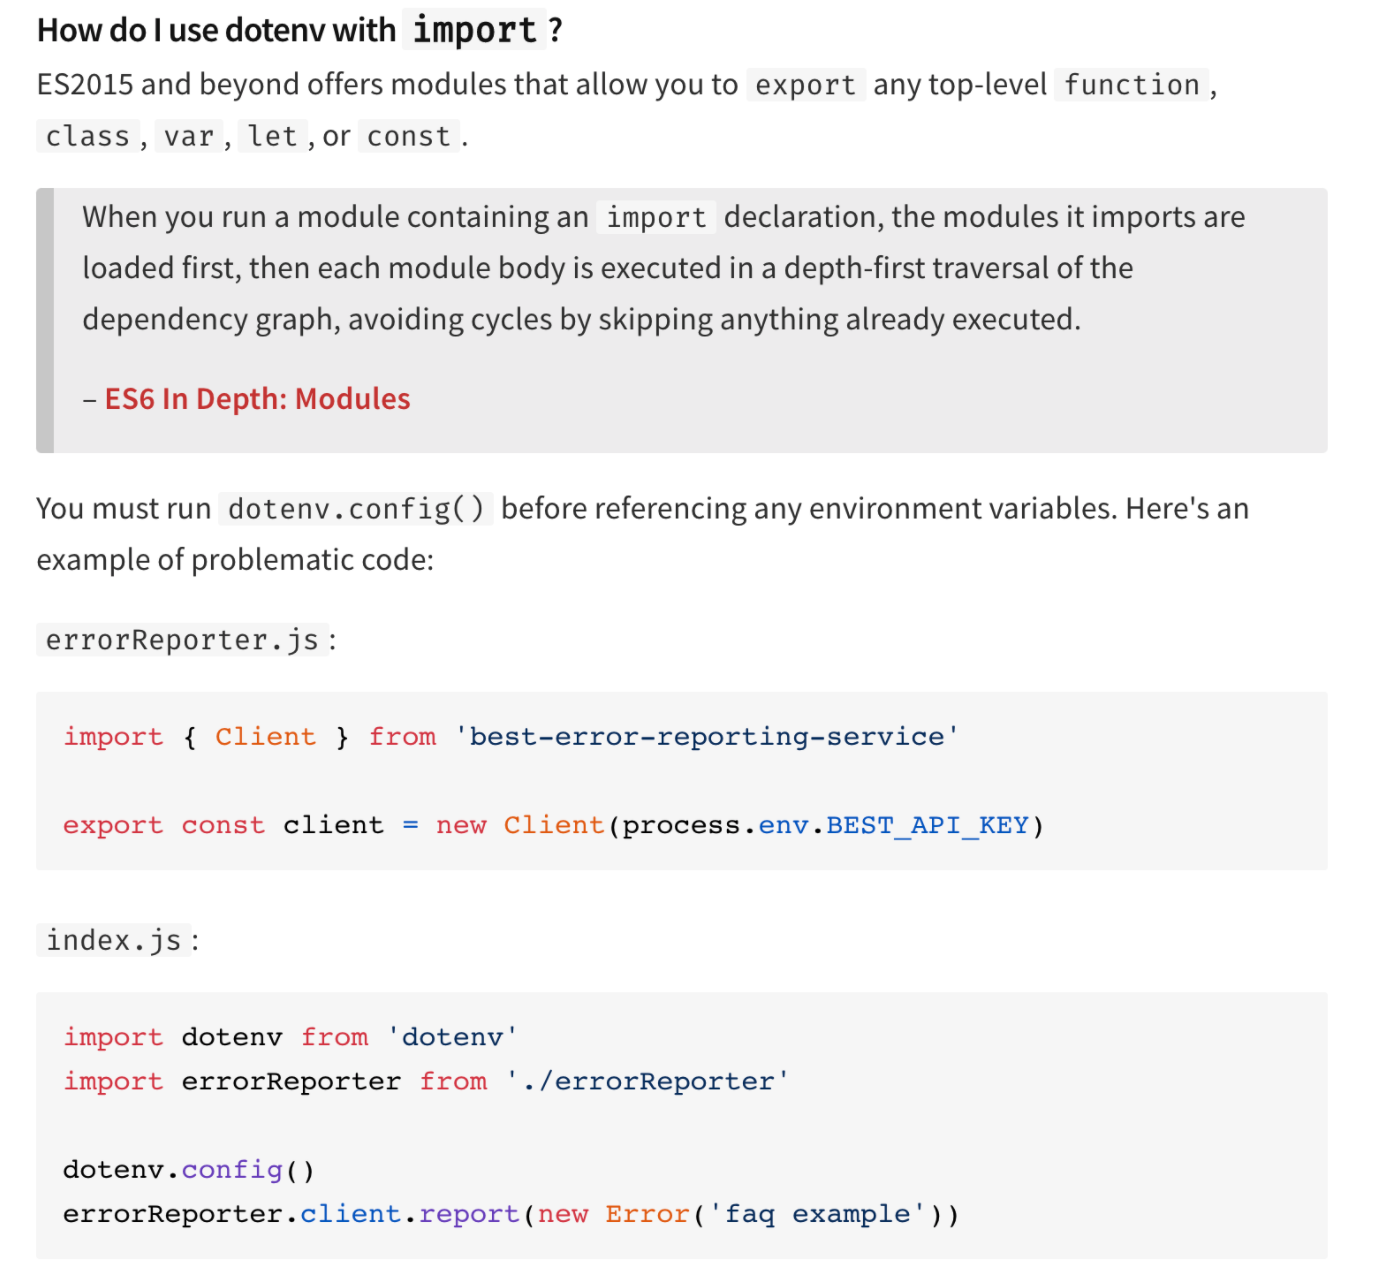 How do I use dotenv with import ?
ES2015 and beyond offers modules that allow you to export any top-level function ,
class , var , let , or const .
When you run a module containing an import declaration, the modules it imports are
loaded first, then each module body is executed in a depth-first traversal of the
dependency graph, avoiding cycles by skipping anything already executed.
– ES6 In Depth: Modules
You must run dotenv.config() before referencing any environment variables. Here's an
example of problematic code:
errorReporter.js :
import { Client } from 'best-error-reporting-service'
export const client = new Client(process.env.BEST_API_KEY)
index.js :
import dotenv from 'dotenv'
import errorReporter from './errorReporter'
dotenv.config()
errorReporter.client.report(new Error('faq example'))